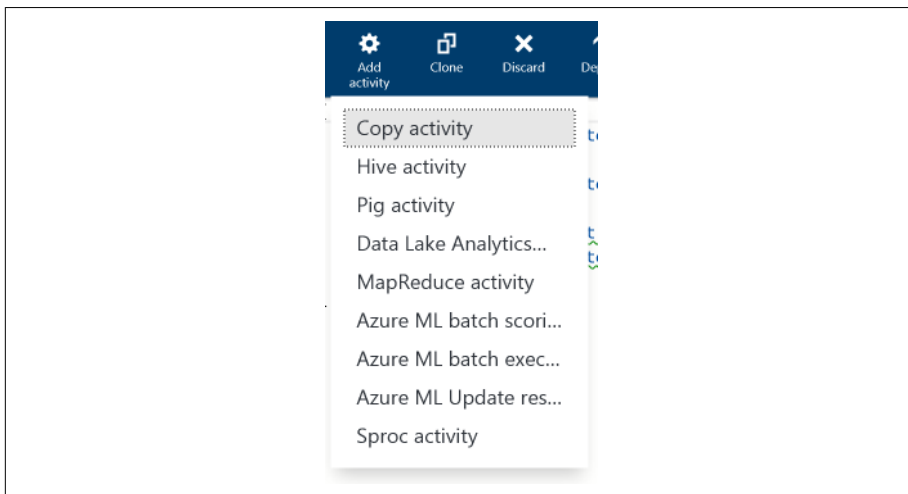 Add activity
Clone
Discard
Copy activity
Hive activity
Pig activity
Data Lake Analytics...
MapReduce activity
Azure ML batch scori...
Azure ML batch exec...
Azure ML Update res...
Sproc activity